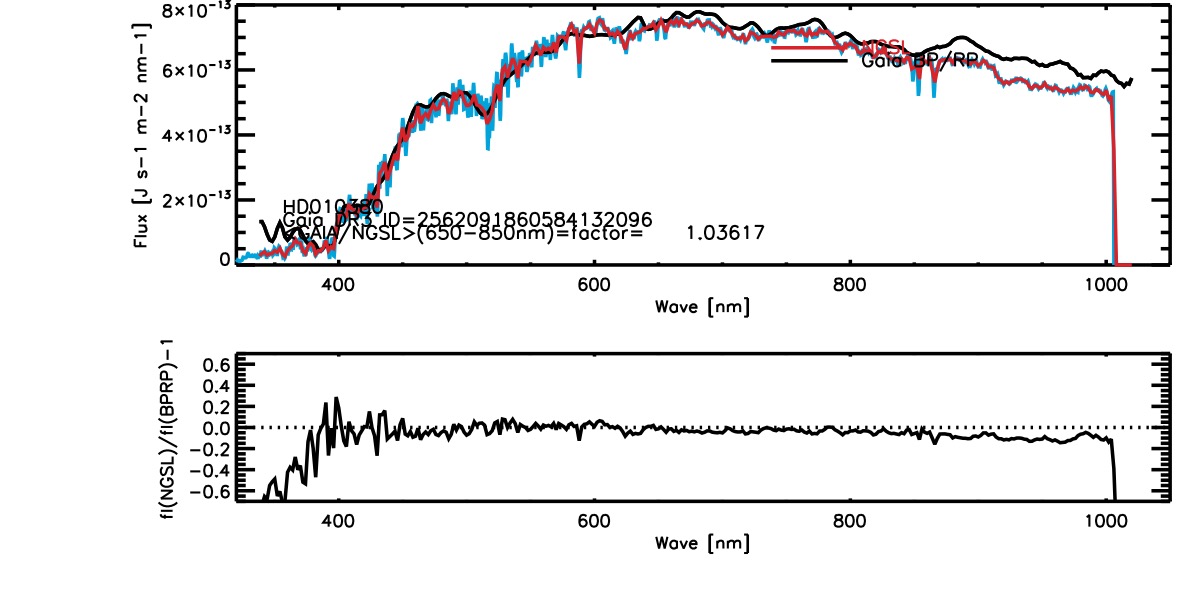 8×10−13
6×10−13
4×10−13
2×10−13
0
Flux [J s−1 m−2 nm−1]
NGSL
Gaia BP/RP
HD010380
Gaia DR3 ID=2562091860584132096
<GAIA/NGSL>(650−850nm)=factor= 1.03617
400 600 800 1000
Wave [nm]
fl(NGSL)/fl(BPRP)−1
0.6
0.4
0.2
0.0
−0.2
−0.4
−0.6
400 600 800 1000
Wave [nm]